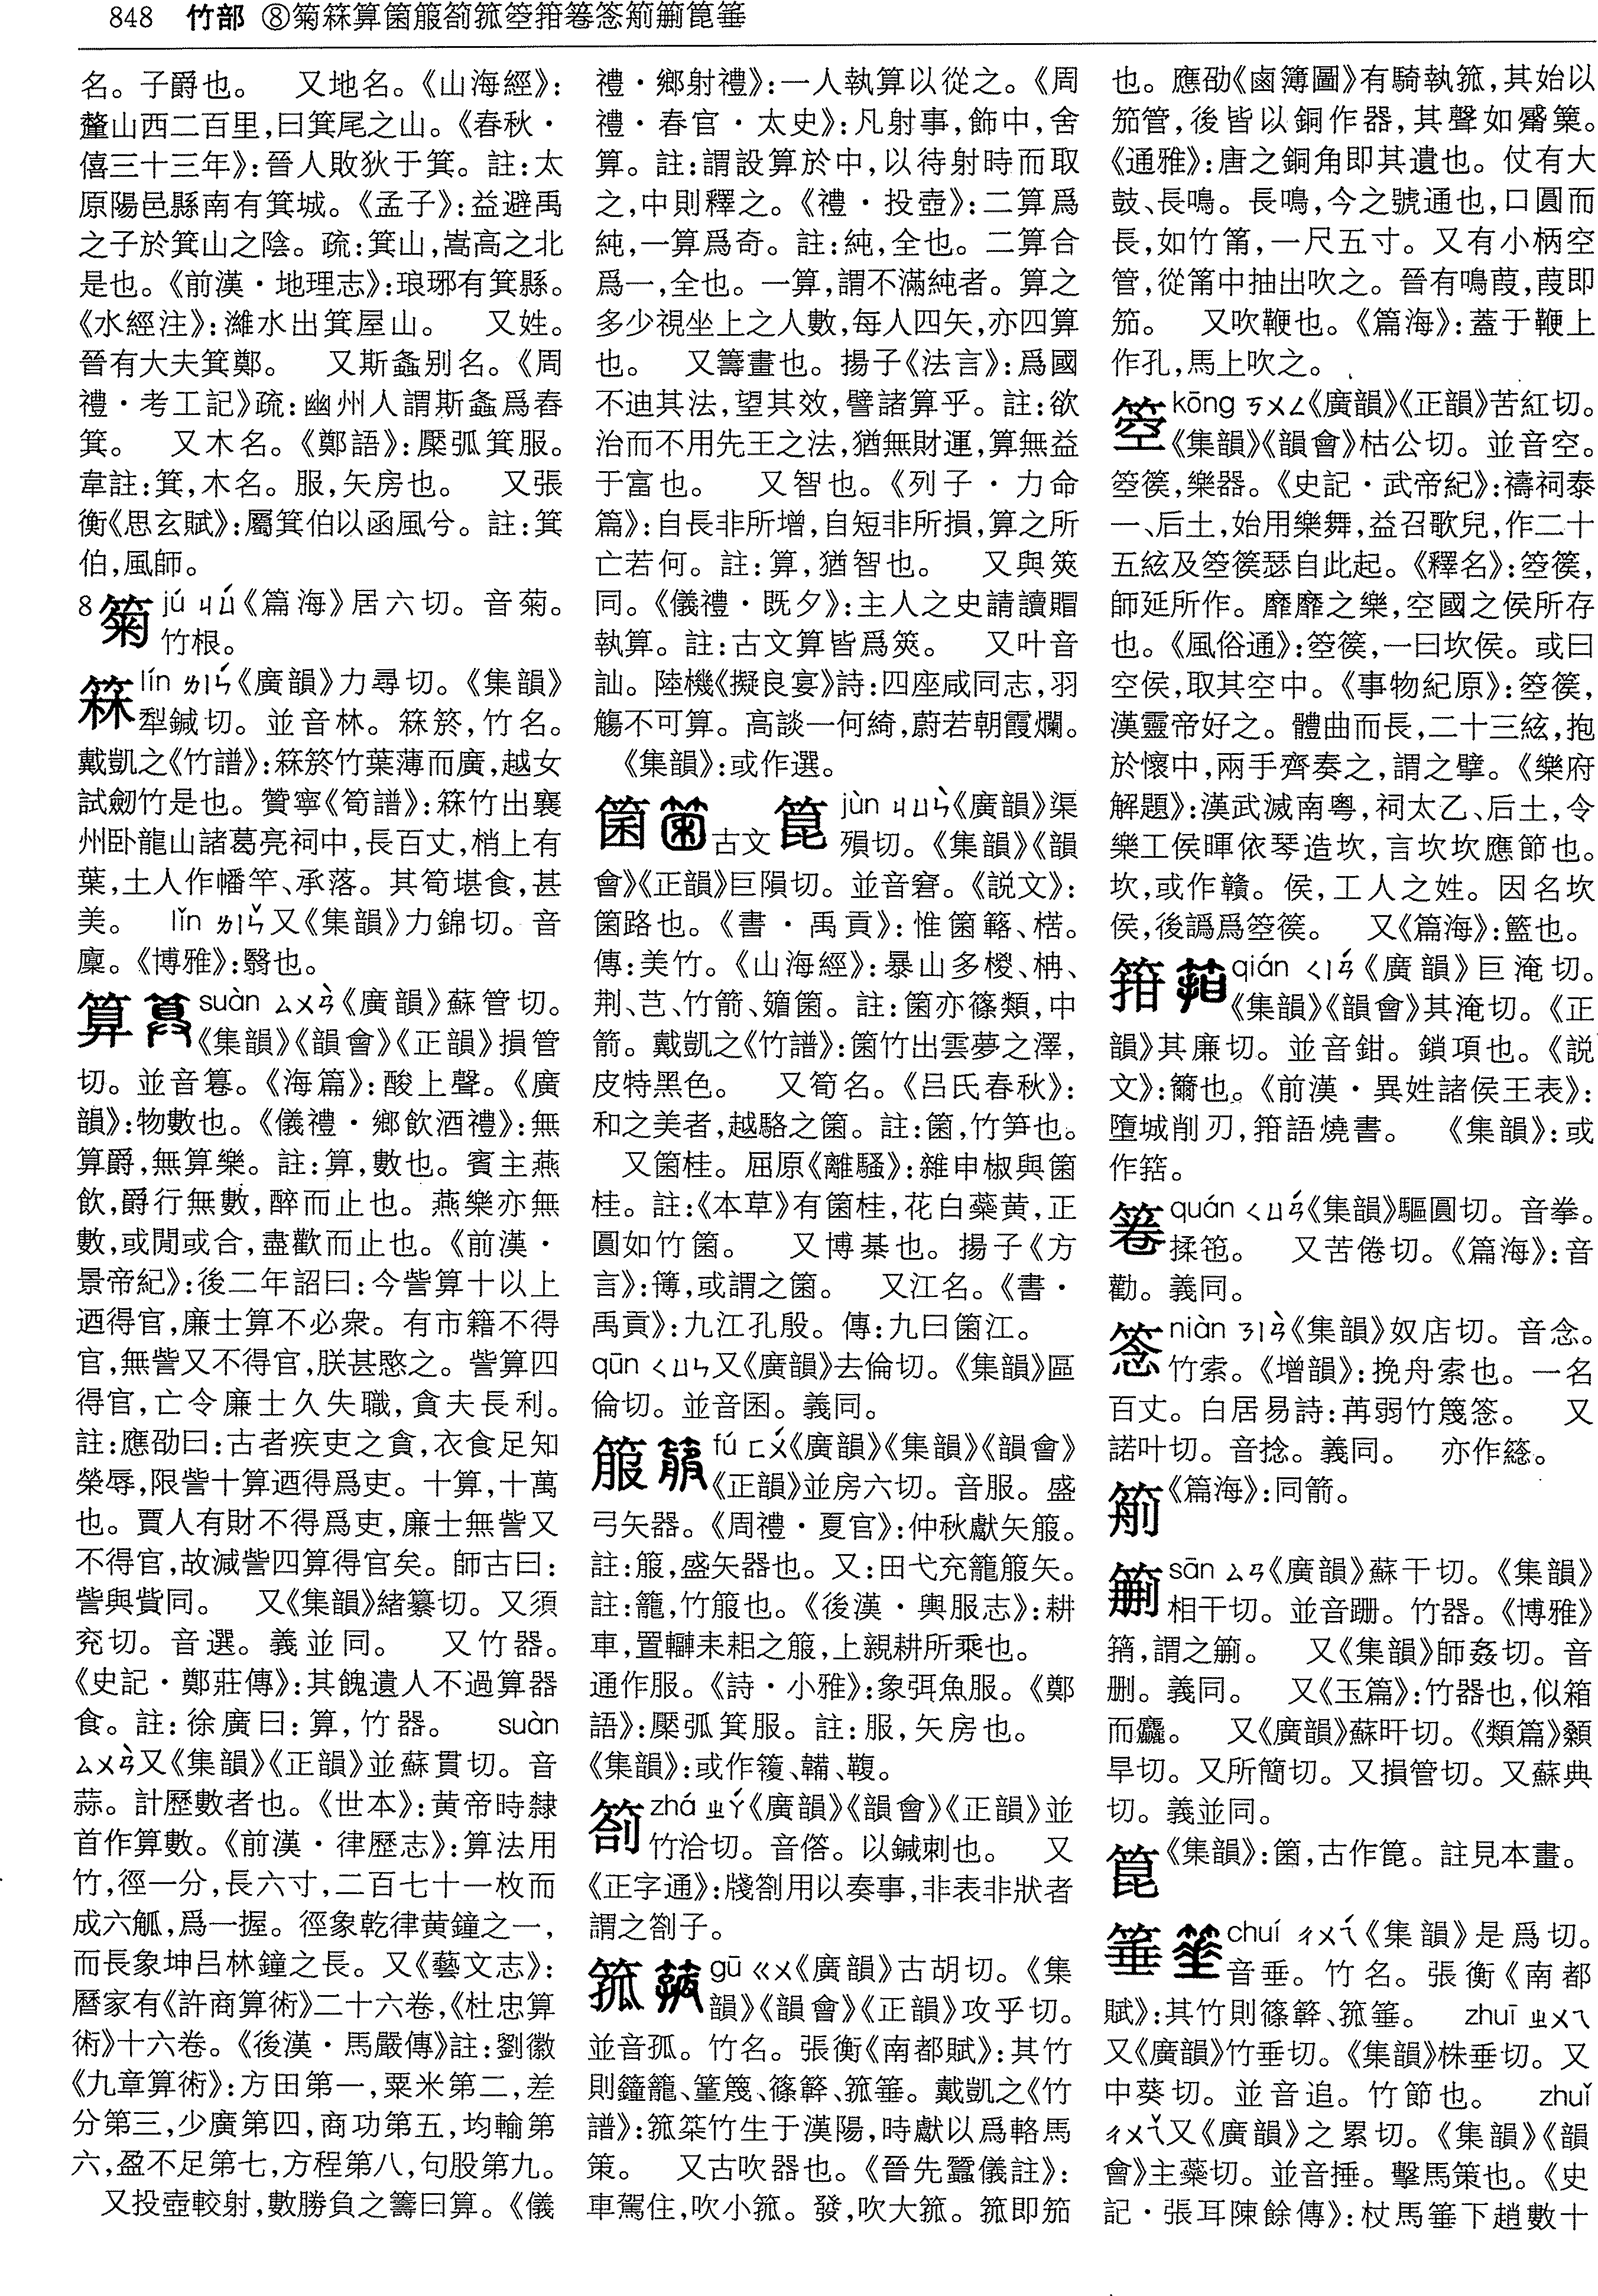 848 竹部 ⑧䈮箖算箘箙劄箛箜箝箞䇾𥮒𥮗箟箠
名。子爵也。 又地名。《山海經》:
釐山西二百里,曰箕尾之山。《春秋·
僖三十三年》:晉人敗狄于箕。註:太
原陽邑縣南有箕城。《孟子》:益避禹
之子於箕山之陰。疏:箕山,嵩高之北
是也。《前漢·地理志》:琅琊有箕縣。
《水經注》:濰水出箕屋山。 又姓。
晉有大夫箕鄭。 又斯螽别名。《周
禮·考工記》疏:幽州人謂斯螽爲舂
箕。 又木名。《鄭語》:檿弧箕服。
韋註:箕,木名。服,矢房也。 又張
衡《思玄賦》:屬箕伯以函風兮。註:箕
伯,風師。
8 jú ㄐㄩˊ《篇海》居六切。音菊。
竹根。
箖 lín ㄌㄧㄣˊ《廣韻》力尋切。《集韻》
犁鍼切。並音林。箖箊,竹名。
戴凱之《竹譜》:箖箊竹葉薄而廣,越女
試劒竹是也。贊寧《筍譜》:箖竹出襄
州卧龍山諸葛亮祠中,長百丈,梢上有
葉,土人作幡竿、承落。其筍堪食,甚
美。 lǐn ㄌㄧㄣˇ又《集韻》力錦切。音
廩。《博雅》:翳也。
算 suàn ㄙㄨㄢˋ《廣韻》蘇管切。
《集韻》《韻會》《正韻》損管
切。並音篹。《海篇》:酸上聲。《廣
韻》:物數也。《儀禮·鄉飲酒禮》:無
算爵,無算樂。註:算,數也。賓主燕
飲,爵行無數,醉而止也。燕樂亦無
數,或閒或合,盡歡而止也。《前漢·
景帝紀》:後二年詔曰:今訾算十以上
迺得官,廉士算不必衆。有市籍不得
官,無訾又不得官,朕甚愍之。訾算四
得官,亡令廉士久失職,貪夫長利。
註:應劭曰:古者疾吏之貪,衣食足知
榮辱,限訾十算迺得爲吏。十算,十萬
也。賈人有財不得爲吏,廉士無訾又
不得官,故減訾四算得官矣。師古曰:
訾與貲同。 又《集韻》緒纂切。又須
兖切。音選。義並同。 又竹器。
《史記·鄭莊傳》:其餽遺人不過算器
食。註:徐廣曰:算,竹器。 suàn
ㄙㄨㄢˋ又《集韻》《正韻》並蘇貫切。音
蒜。計歷數者也。《世本》:黄帝時隸
首作算數。《前漢·律歷志》:算法用
竹,徑一分,長六寸,二百七十一枚而
成六觚,爲一握。徑象乾律黄鐘之一,
而長象坤吕林鐘之長。又《藝文志》:
曆家有《許商算術》二十六卷,《杜忠算
術》十六卷。《後漢·馬嚴傳》註:劉徽
《九章算術》:方田第一,粟米第二,差
分第三,少廣第四,商功第五,均輸第
六,盈不足第七,方程第八,句股第九。
又投壺較射,數勝負之籌曰算。《儀
禮·鄉射禮》:一人執算以從之。《周
禮·春官·太史》:凡射事,飾中,舍
算。註:謂設算於中,以待射時而取
之,中則釋之。《禮·投壺》:二算爲
純,一算爲奇。註:純,全也。二算合
爲一,全也。一算,謂不滿純者。算之
多少視坐上之人數,每人四矢,亦四算
也。 又籌畫也。揚子《法言》:爲國
不迪其法,望其效,譬諸算乎。註:欲
治而不用先王之法,猶無財運,算無益
于富也。 又智也。《列子·力命
篇》:自長非所增,自短非所損,算之所
亡若何。註:算,猶智也。 又與筴
同。《儀禮·既夕》:主人之史請讀賵
執算。註:古文算皆爲筴。 又叶音
訕。陸機《擬良宴》詩:四座咸同志,羽
觴不可算。高談一何綺,蔚若朝霞爛。
《集韻》:或作選。
箘 古文箟 jùn ㄐㄩㄣˋ《廣韻》渠
殞切。《集韻》《韻
會》《正韻》巨隕切。並音窘。《説文》:
箘路也。《書·禹貢》:惟箘簵、楛。
傳:美竹。《山海經》:暴山多椶、枏、
荆、芑、竹箭、䉋箘。註:箘亦篠類,中
箭。戴凱之《竹譜》:箘竹出雲夢之澤,
皮特黑色。 又筍名。《吕氏春秋》:
和之美者,越駱之箘。註:箘,竹笋也。
又箘桂。屈原《離騷》:雜申椒與箘
桂。註:《本草》有箘桂,花白蘂黄,正
圓如竹箘。 又博棊也。揚子《方
言》:簙,或謂之箘。 又江名。《書·
禹貢》:九江孔殷。傳:九曰箘江。
qūn ㄑㄩㄣ又《廣韻》去倫切。《集韻》區
倫切。並音囷。義同。
箙 fú ㄈㄨˊ《廣韻》《集韻》《韻會》
《正韻》並房六切。音服。盛
弓矢器。《周禮·夏官》:仲秋獻矢箙。
註:箙,盛矢器也。又:田弋充籠箙矢。
註:籠,竹箙也。《後漢·輿服志》:耕
車,置䡴耒耜之箙,上親耕所乘也。
通作服。《詩·小雅》:象弭魚服。《鄭
語》:檿弧箕服。註:服,矢房也。
《集韻》:或作𥴨、鞴、鞍。
zhá ㄓㄚˊ《廣韻》《韻會》《正韻》並
竹洽切。音偺。以鍼刺也。 又
《正字通》:牋劄用以奏事,非表非狀者
謂之劄子。
箛 gū ㄍㄨ《廣韻》古胡切。《集
韻》《韻會》《正韻》攻乎切。
並音孤。竹名。張衡《南都賦》:其竹
則籦籠、䈽篾、篠簳、箛箠。戴凱之《竹
譜》:箛䇞竹生于漢陽,時獻以爲輅馬
策。 又古吹器也。《晉先蠶儀註》:
車駕住,吹小箛。發,吹大箛。箛即笳
也。應劭《鹵簿圖》有騎執箛,其始以
笳管,後皆以銅作器,其聲如觱篥。
《通雅》:唐之銅角即其遺也。仗有大
鼓、長鳴。長鳴,今之號通也,口圓而
長,如竹筩,一尺五寸。又有小柄空
管,從筩中抽出吹之。晉有鳴葭,葭即
笳。 又吹鞭也。《篇海》:蓋于鞭上
作孔,馬上吹之。
箜 kōng ㄎㄨㄥ《廣韻》《正韻》苦紅切。
《集韻》《韻會》枯公切。並音空。
箜篌,樂器。《史記·武帝紀》:禱祠泰
一、后土,始用樂舞,益召歌兒,作二十
五絃及箜篌瑟自此起。《釋名》:箜篌,
師延所作。靡靡之樂,空國之侯所存
也。《風俗通》:箜篌,一曰坎侯。或曰
空侯,取其空中。《事物紀原》:箜篌,
漢靈帝好之。體曲而長,二十三絃,抱
於懷中,兩手齊奏之,謂之擘。《樂府
解題》:漢武滅南粵,祠太乙、后土,令
樂工侯暉依琴造坎,言坎坎應節也。
坎,或作贛。侯,工人之姓。因名坎
侯,後譌爲箜篌。 又《篇海》:籃也。
箝 qián ㄑㄧㄢˊ《廣韻》巨淹切。
《集韻》《韻會》其淹切。《正
韻》其廉切。並音鉗。鎖項也。《説
文》:籋也。《前漢·異姓諸侯王表》:
墮城削刃,箝語燒書。 《集韻》:或
作䇞。
箞 quán ㄑㄩㄢˊ《集韻》驅圓切。音拳。
揉䇝。 又苦倦切。《篇海》:音
勸。義同。
niàn ㄋㄧㄢˋ《集韻》奴店切。音念。
竹索。《增韻》:挽舟索也。一名
百丈。白居易詩:苒弱竹篾䈴。 又
諾叶切。音捻。義同。 亦作䋻。
《篇海》:同箭。
sān ㄙㄢ《廣韻》蘇干切。《集韻》
相干切。並音跚。竹器。《博雅》
䈰,謂之𥮗。 又《集韻》師姦切。音
删。義同。 又《玉篇》:竹器也,似箱
而麤。 又《廣韻》蘇旰切。《類篇》顙
旱切。又所簡切。又損管切。又蘇典
切。義並同。
箟《集韻》:箘,古作箟。註見本畫。
箠 chuí ㄔㄨㄟˊ《集韻》是爲切。
音垂。竹名。張衡《南都
賦》:其竹則篠簳、箛箠。 zhuī ㄓㄨㄟ
又《廣韻》竹垂切。《集韻》株垂切。又
中葵切。並音追。竹節也。 zhuǐ
ㄔㄨㄟˇ又《廣韻》之累切。《集韻》《韻
會》主蘂切。並音捶。擊馬策也。《史
記·張耳陳餘傳》:杖馬箠下趙數十